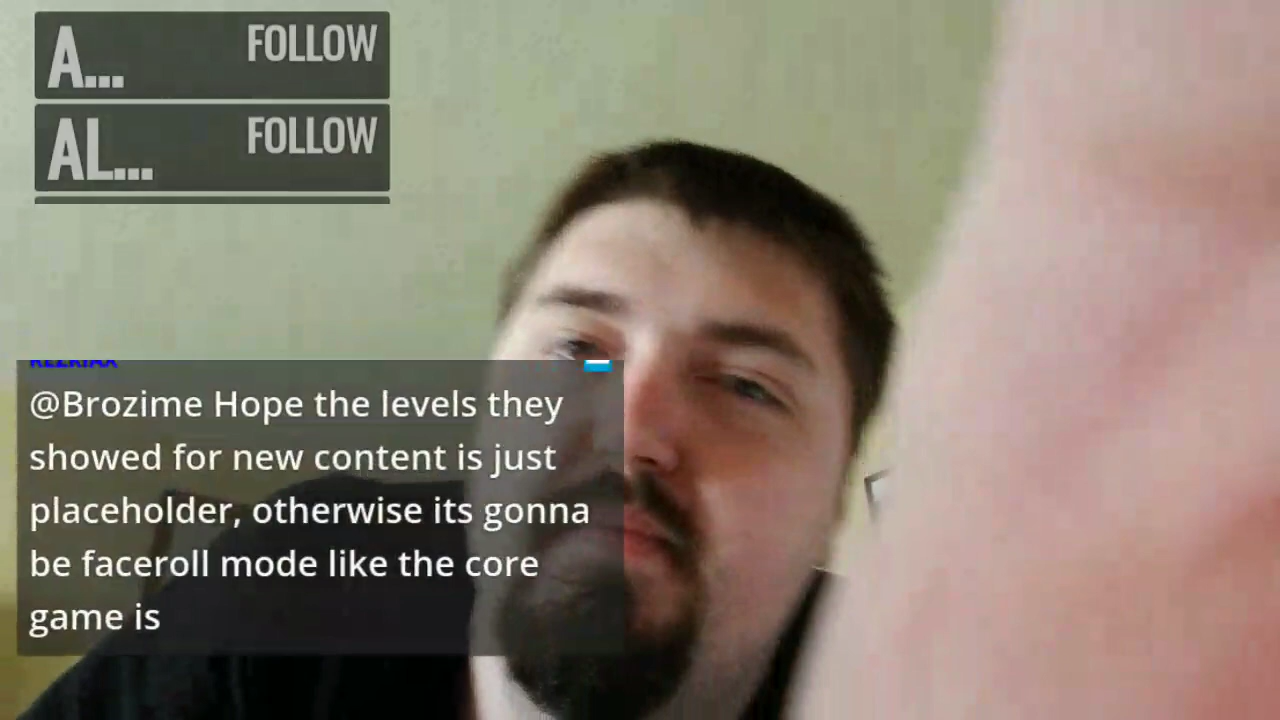 A... FOLLOW
AL... FOLLOW
@Brozime Hope the levels they
showed for new content is just
placeholder, otherwise its gonna
be faceroll mode like the core
game is